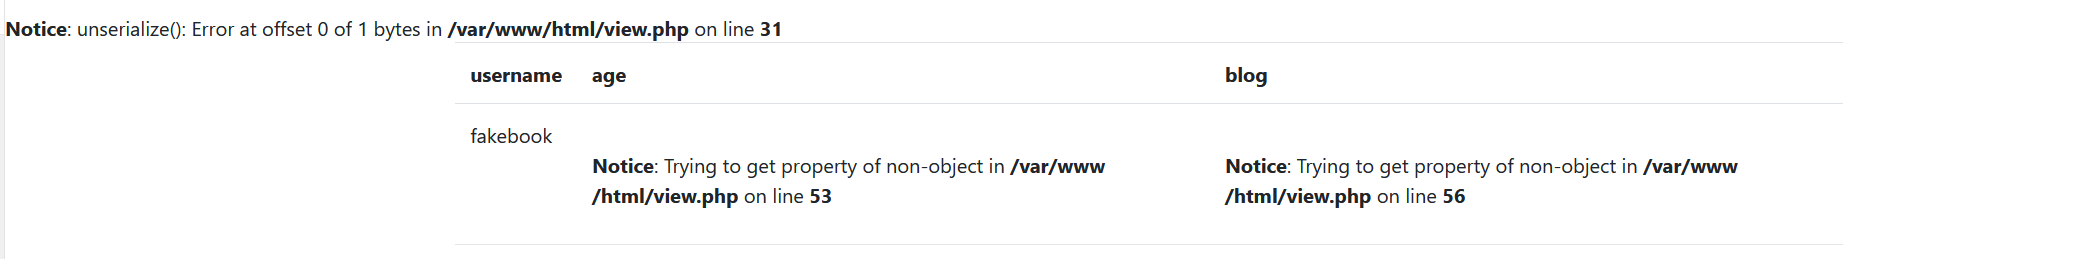 Notice: unserialize(): Error at offset 0 of 1 bytes in /var/www/html/view.php on line 31
username age blog
fakebook
Notice: Trying to get property of non-object in /var/www
/html/view.php on line 53
Notice: Trying to get property of non-object in /var/www
/html/view.php on line 56